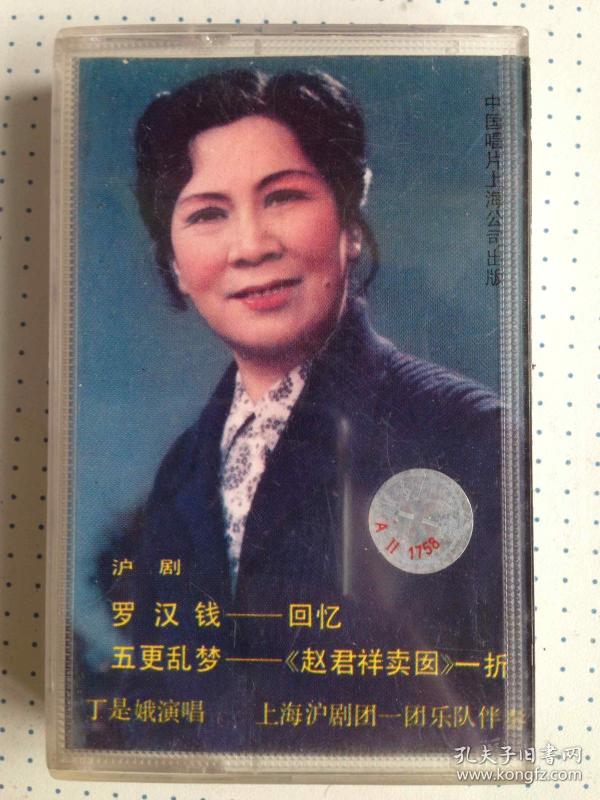 中国唱片上海公司出版
AII 1758
沪 剧
罗汉钱——回忆
五更乱梦——《赵君祥卖囡》一折
丁是娥演唱 上海沪剧团一团乐队伴奏
孔夫子旧书网
www.kongfz.com